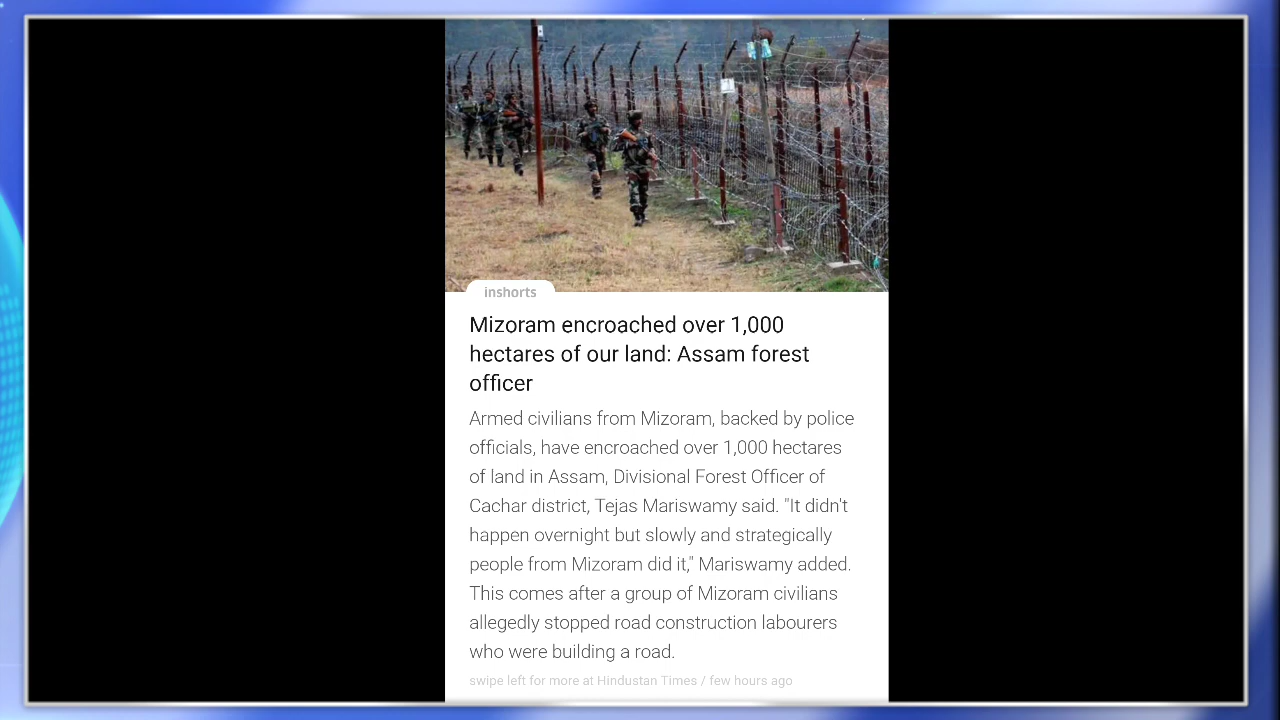 inshorts
Mizoram encroached over 1,000
hectares of our land: Assam forest
officer
Armed civilians from Mizoram, backed by police
officials, have encroached over 1,000 hectares
of land in Assam, Divisional Forest Officer of
Cachar district, Tejas Mariswamy said. "It didn't
happen overnight but slowly and strategically
people from Mizoram did it," Mariswamy added.
This comes after a group of Mizoram civilians
allegedly stopped road construction labourers
who were building a road.
swipe left for more at Hindustan Times / few hours ago